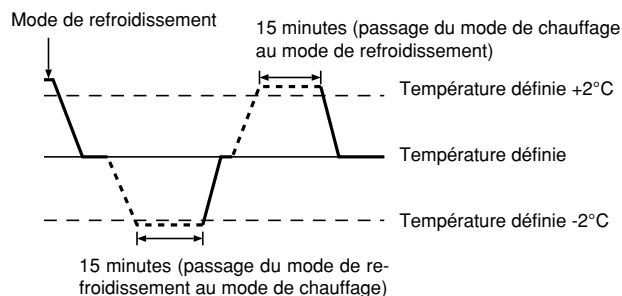 Mode de refroidissement
15 minutes (passage du mode de chauffage
au mode de refroidissement)
Température définie +2°C
Température définie
Température définie -2°C
15 minutes (passage du mode de re-
froidissement au mode de chauffage)